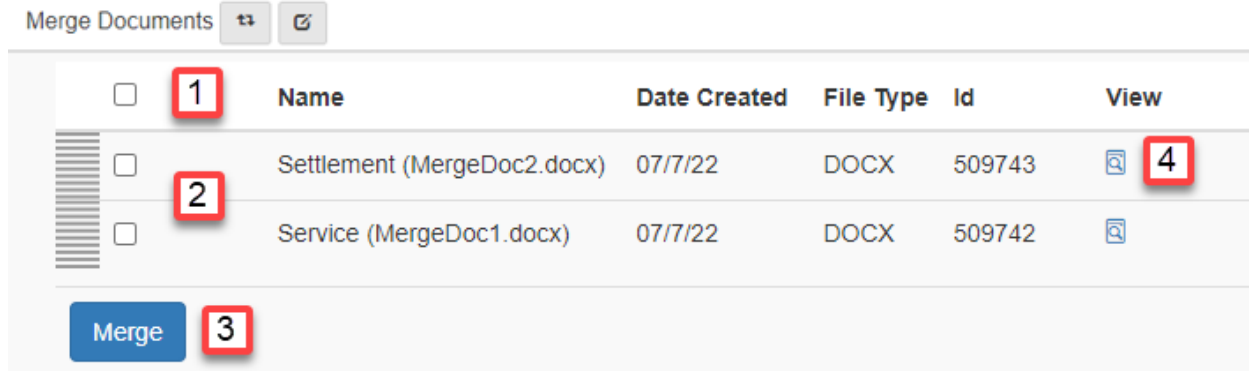 Merge Documents
1 Name Date Created File Type Id View
Settlement (MergeDoc2.docx) 07/7/22 DOCX 509743 4
2
Service (MergeDoc1.docx) 07/7/22 DOCX 509742
Merge 3